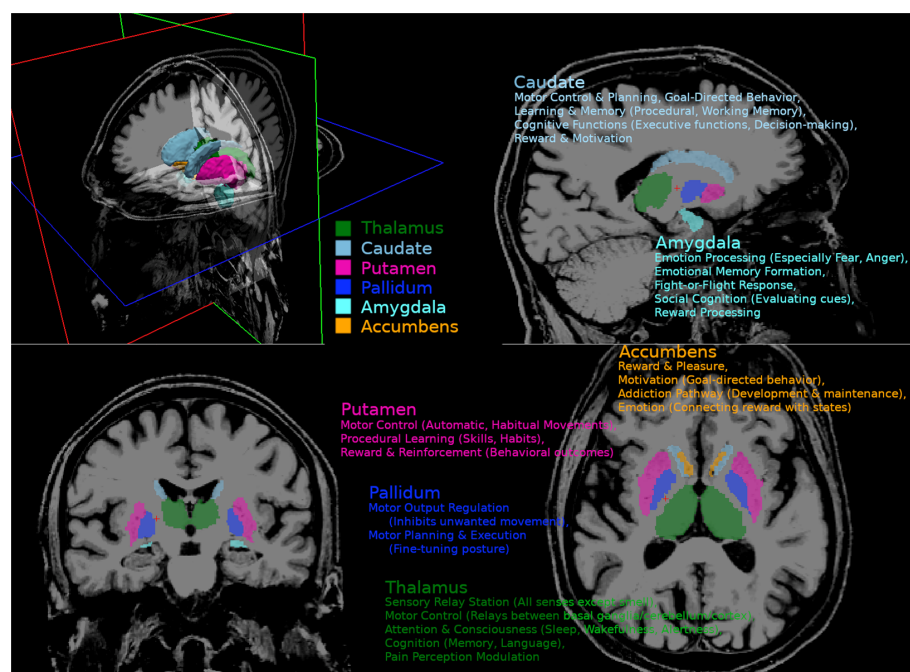 Thalamus
Caudate
Putamen
Pallidum
Amygdala
Accumbens
Caudate
Motor Control & Planning, Goal-Directed Behavior,
Learning & Memory (Procedural, Working Memory),
Cognitive Functions (Executive functions, Decision-making),
Reward & Motivation
Amygdala
Emotion Processing (Especially Fear, Anger),
Emotional Memory Formation,
Fight-or-Flight Response,
Social Cognition (Evaluating cues),
Reward Processing
Accumbens
Reward & Pleasure,
Motivation (Goal-directed behavior),
Addiction Pathway (Development & maintenance),
Emotion (Connecting reward with states)
Putamen
Motor Control (Automatic, Habitual Movements),
Procedural Learning (Skills, Habits),
Reward & Reinforcement (Behavioral outcomes)
Pallidum
Motor Output Regulation
(Inhibits unwanted movement),
Motor Planning & Execution
(Fine-tuning posture)
Thalamus
Sensory Relay Station (All senses except smell),
Motor Control (Relays between basal ganglia/cerebellum/cortex)
Attention & Consciousness (Sleep, Wakefulness, Alertness),
Cognition (Memory, Language),
Pain Perception Modulation